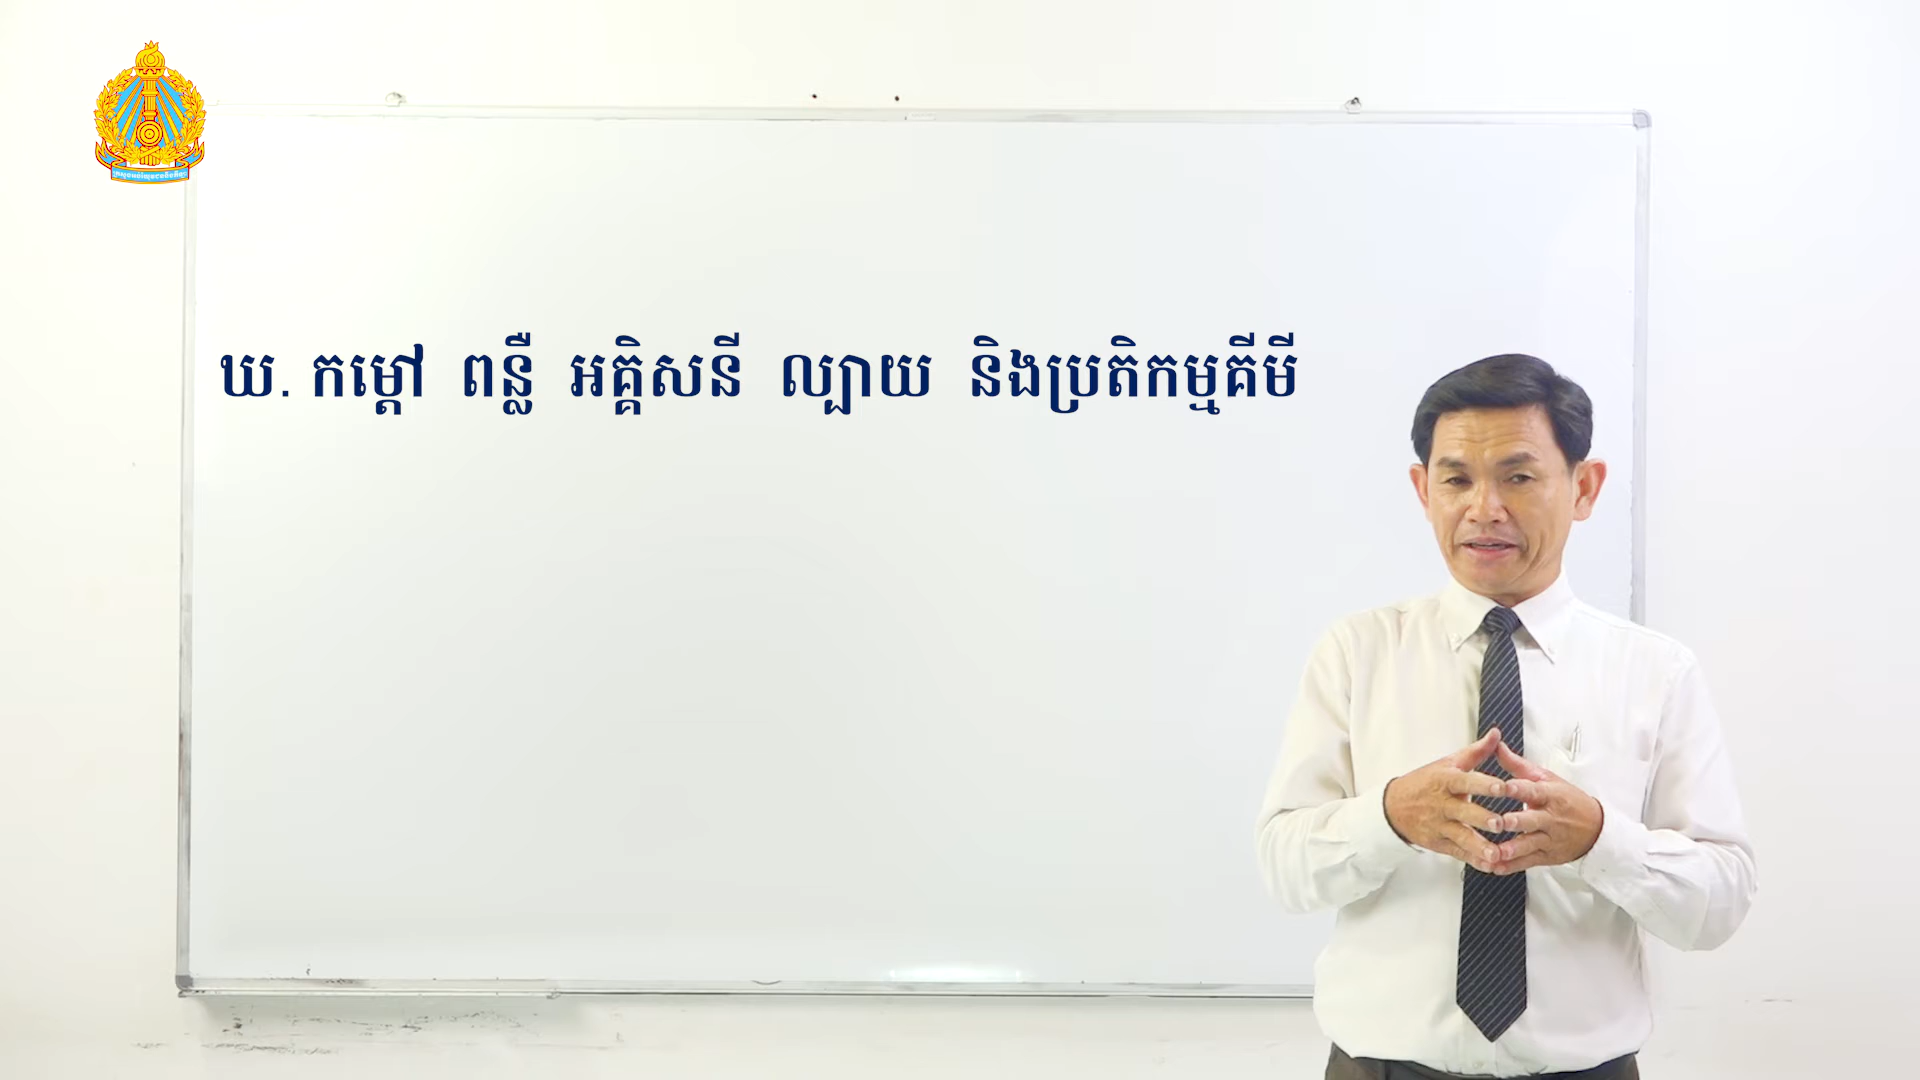 ឃ. កម្ដៅ ពន្លឺ អគ្គិសនី ល្បាយ និងប្រតិកម្មគីមី